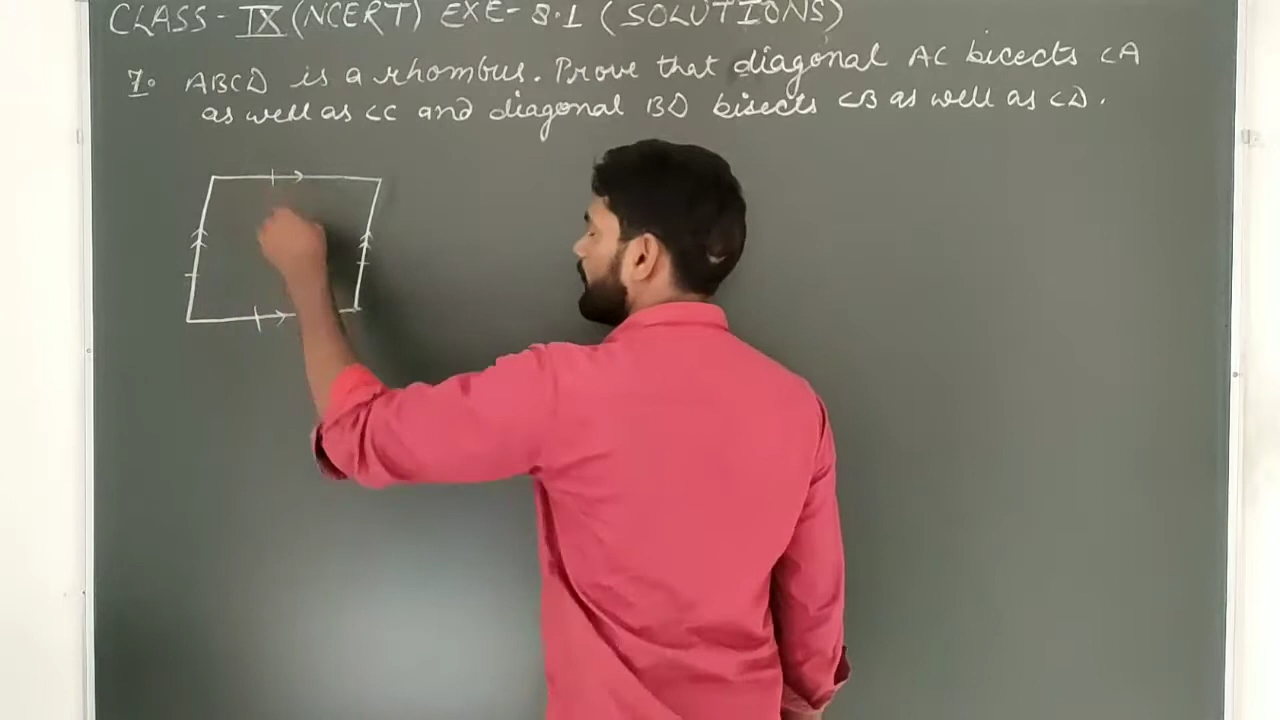 CLASS - IX (NCERT) EXE- 8.1 (SOLUTIONS)
7. ABCD is a rhombus. Prove that diagonal AC bicects ∠A
as well as ∠C and diagonal BD bisects ∠B as well as ∠D.